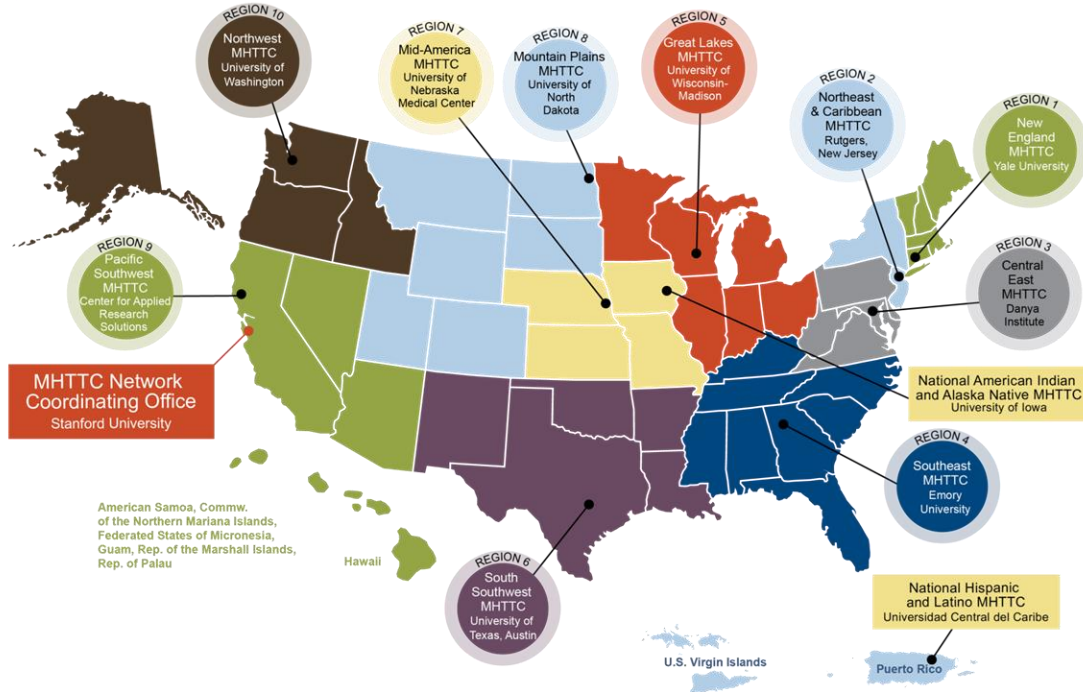 REGION 10
Northwest
MHTTC
University of
Washington
REGION 7
Mid-America
MHTTC
University of
Nebraska
Medical Center
REGION 8
Mountain Plains
MHTTC
University of
North
Dakota
REGION 5
Great Lakes
MHTTC
University of
Wisconsin-
Madison
REGION 2
Northeast
& Caribbean
MHTTC
Rutgers,
New Jersey
REGION 1
New
England
MHTTC
Yale University
REGION 9
Pacific
Southwest
MHTTC
Center for Applied
Research
Solutions
REGION 3
Central
East
MHTTC
Danya
Institute
MHTTC Network
Coordinating Office
Stanford University
National American Indian
and Alaska Native MHTTC
University of Iowa
REGION 4
Southeast
MHTTC
Emory
University
American Samoa, Commw.
of the Northern Mariana Islands,
Federated States of Micronesia,
Guam, Rep. of the Marshall Islands,
Rep. of Palau
Hawaii
REGION 6
South
Southwest
MHTTC
University of
Texas, Austin
National Hispanic
and Latino MHTTC
Universidad Central del Caribe
U.S. Virgin Islands
Puerto Rico